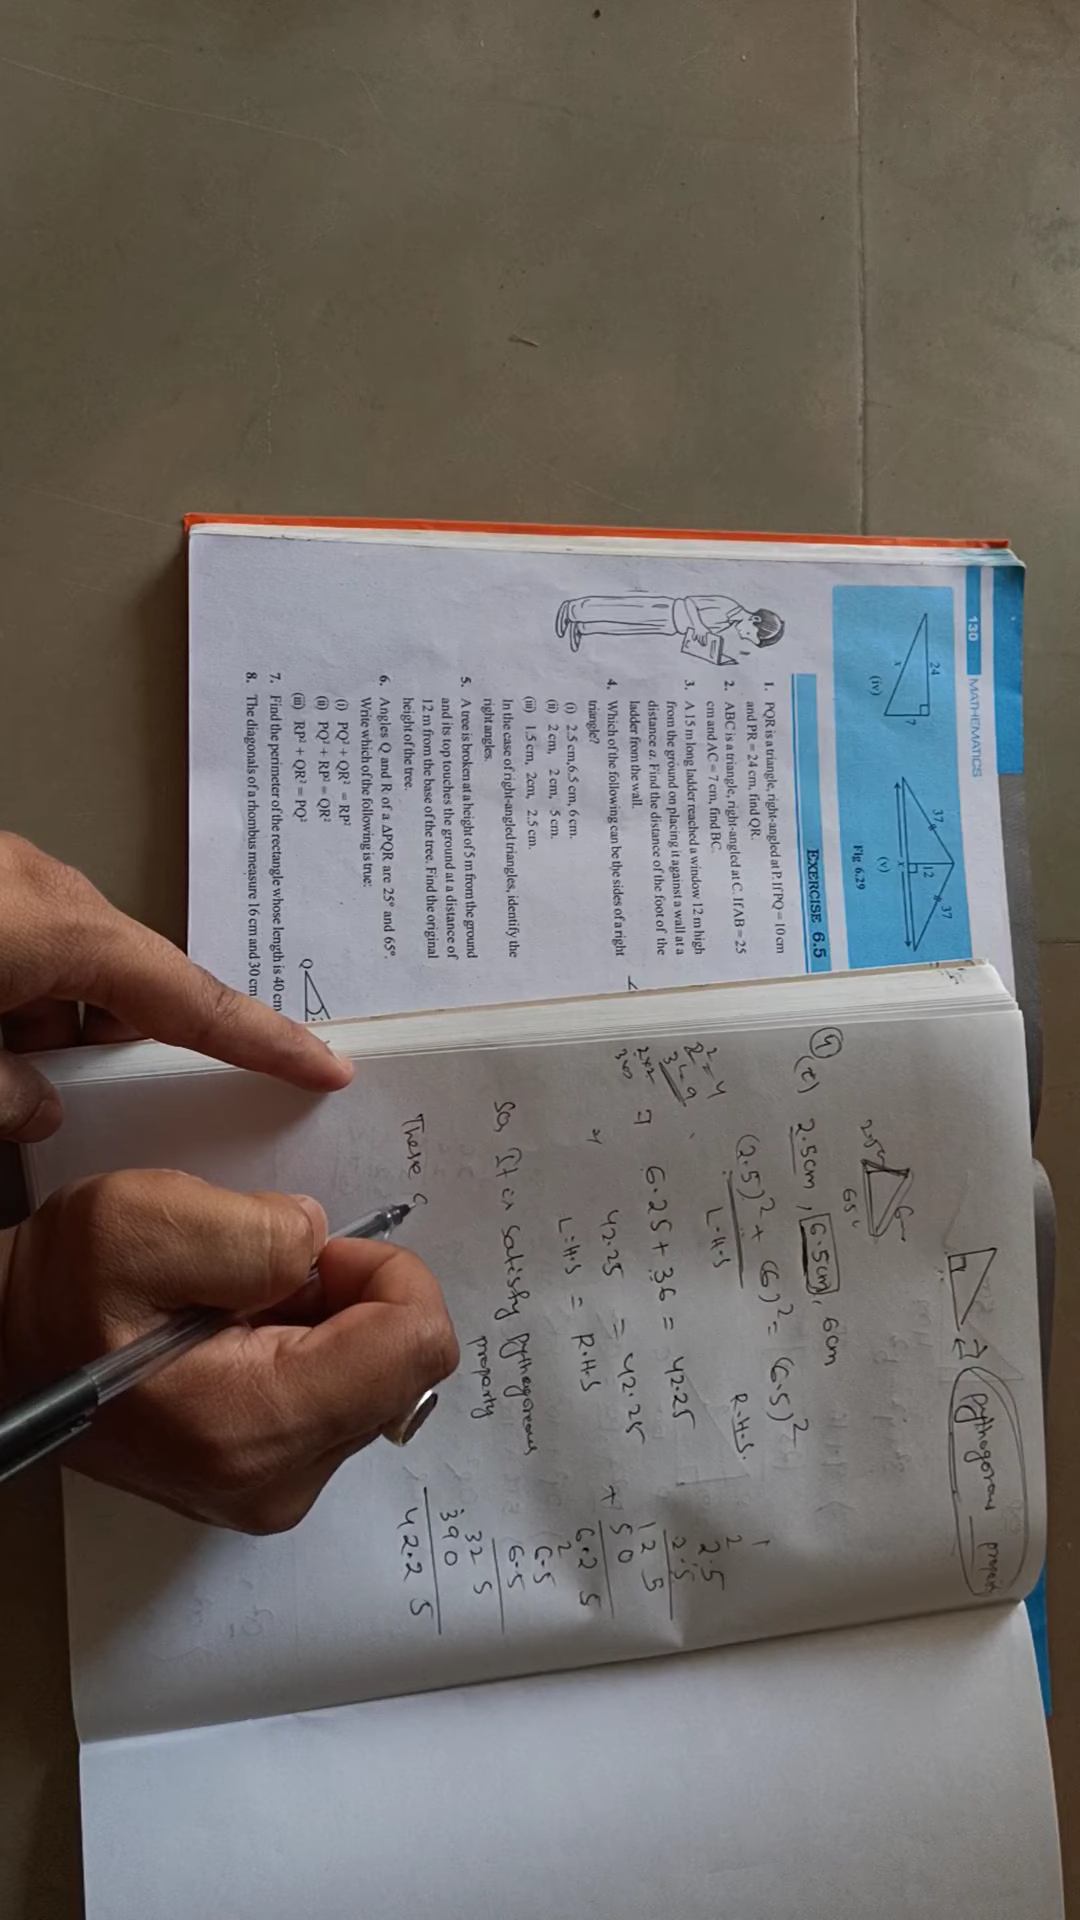 130 MATHEMATICS
24
7
x
(iv)
37
12
37
x
(v)
Fig 6.29
EXERCISE 6.5
1. PQR is a triangle, right-angled at P. If PQ = 10 cm
and PR = 24 cm, find QR.
2. ABC is a triangle, right-angled at C. If AB = 25
cm and AC = 7 cm, find BC.
3. A 15 m long ladder reached a window 12 m high
from the ground on placing it against a wall at a
distance a. Find the distance of the foot of the
ladder from the wall.
4. Which of the following can be the sides of a right
triangle?
(i) 2.5 cm,6.5 cm, 6 cm.
(ii) 2 cm, 2 cm, 5 cm.
(iii) 1.5 cm, 2cm, 2.5 cm.
In the case of right-angled triangles, identify the
right angles.
5. A tree is broken at a height of 5 m from the ground
and its top touches the ground at a distance of
12 m from the base of the tree. Find the original
height of the tree.
6. Angles Q and R of a ΔPQR are 25° and 65°.
Write which of the following is true:
(i) PQ² + QR² = RP²
(ii) PQ² + RP² = QR²
(iii) RP² + QR² = PQ²
Q
7. Find the perimeter of the rectangle whose length is 40 cm
8. The diagonals of a rhombus measure 16 cm and 30 cm
pythagorous property
④ (i) 2.5cm, 6.5cm, 6cm
(2.5)² + (6)² = (6.5)²
L.H.S R.H.S.
6.25 + 36 = 42.25
42.25 = 42.25
L.H.S = R.H.S
So, It is satisfy pythagoreous
property
These
2²=4
2×2
2.5
2.5
125
+ 50
6.25
6.5
6.5
325
390
42.25